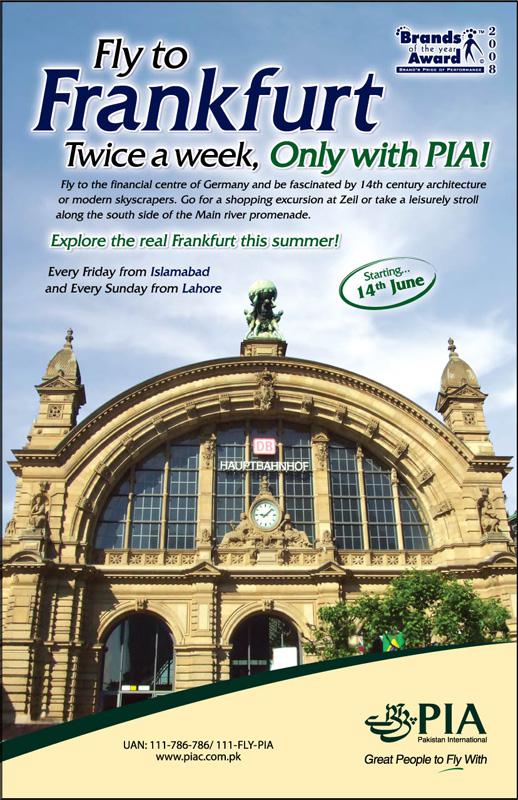 Fly to
Frankfurt
Twice a week, Only with PIA!
Brands
of the year
Award
BRAND'S PRIDE OF PERFORMANCE
2008
Fly to the financial centre of Germany and be fascinated by 14th century architecture
or modern skyscrapers. Go for a shopping excursion at Zeil or take a leisurely stroll
along the south side of the Main river promenade.
Explore the real Frankfurt this summer!
Every Friday from Islamabad
and Every Sunday from Lahore
Starting...
14th June
DB
HAUPTBAHNHOF
PIA
Pakistan International
Great People to Fly With
UAN: 111-786-786/ 111-FLY-PIA
www.piac.com.pk